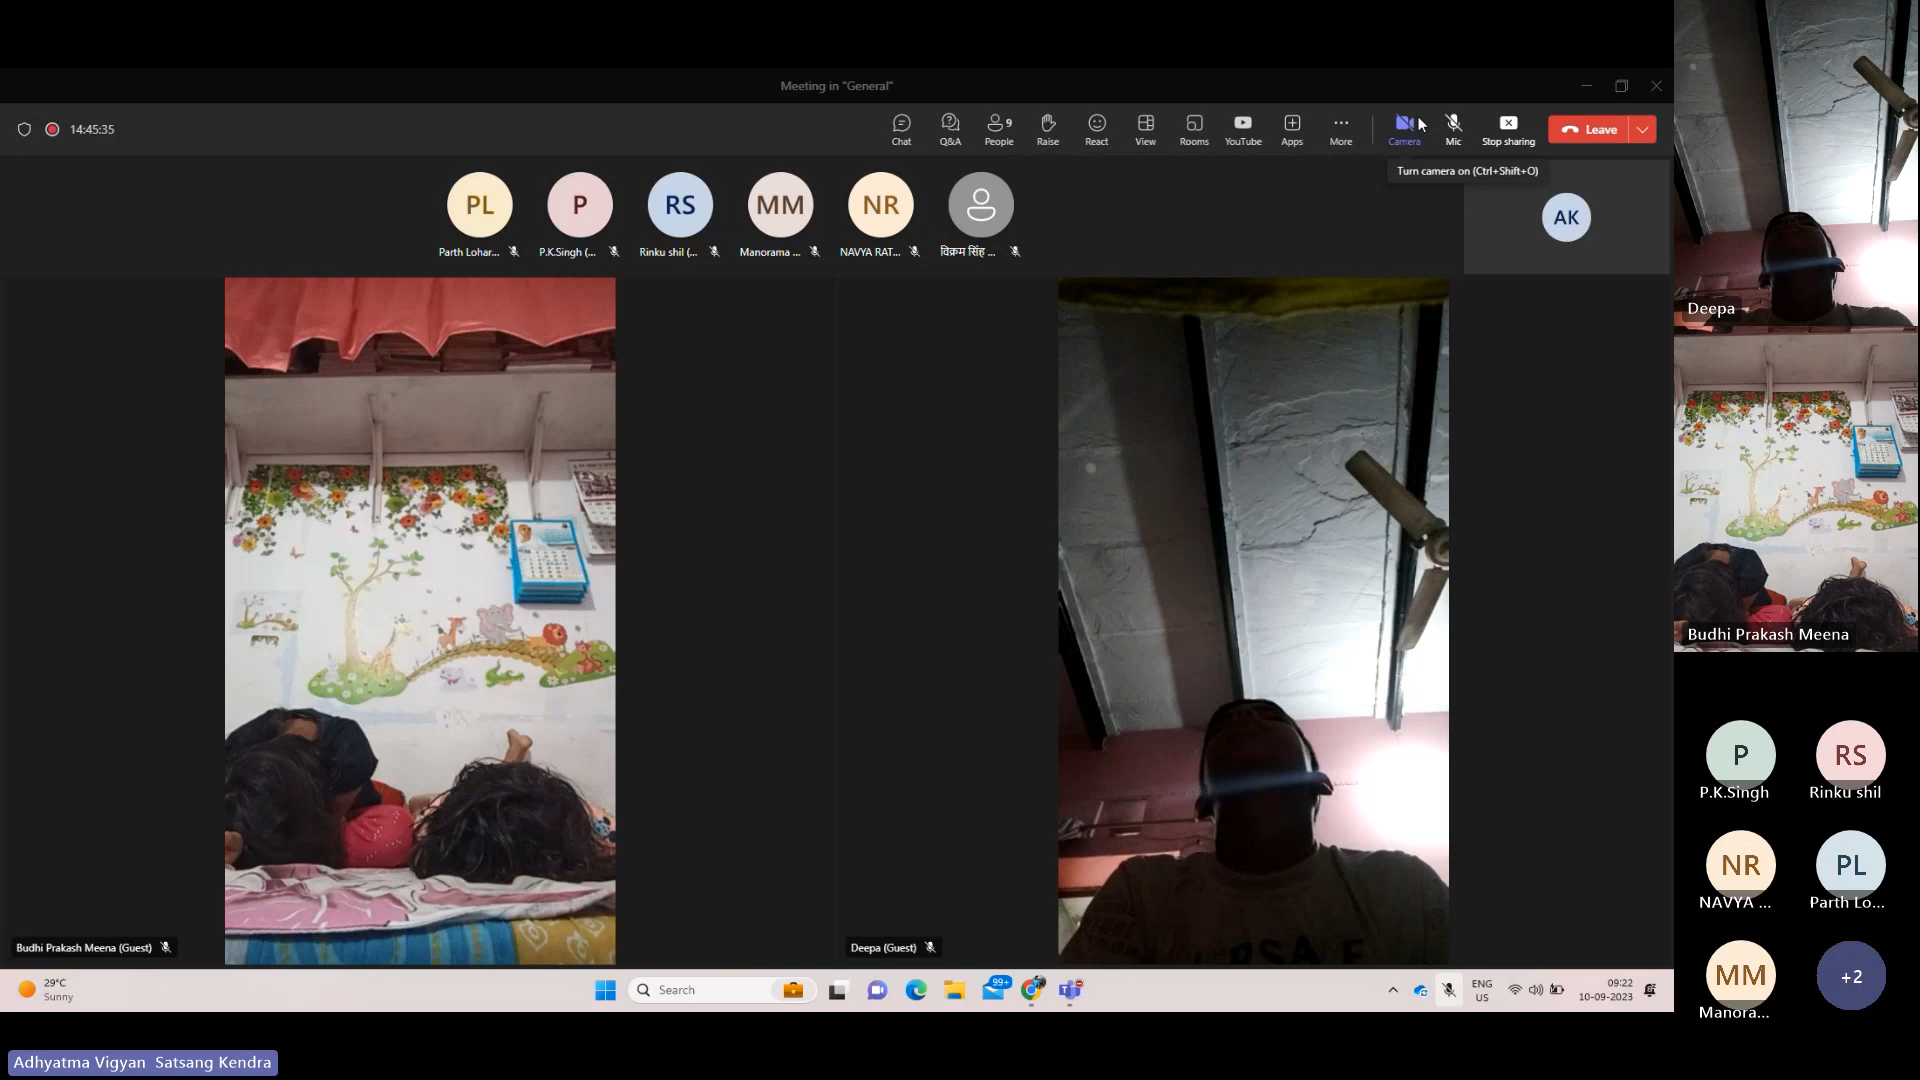 Meeting in "General"
14:45:35
Chat
Q&A
9
People
Raise
React
View
Rooms
YouTube
Apps
More
Camera
Mic
Stop sharing
Leave
Turn camera on (Ctrl+Shift+O)
PL
P
RS
MM
NR
AK
Parth Lohar...
P.K.Singh (...
Rinku shil (...
Manorama ...
NAVYA RAT...
विक्रम सिंह ...
Budhi Prakash Meena (Guest)
Deepa (Guest)
Deepa
Budhi Prakash Meena
P
P.K.Singh
RS
Rinku shil
NR
NAVYA ...
PL
Parth Lo...
MM
Manora...
+2
29°C
Sunny
Search
99+
ENG
US
09:22
10-09-2023
Adhyatma Vigyan Satsang Kendra